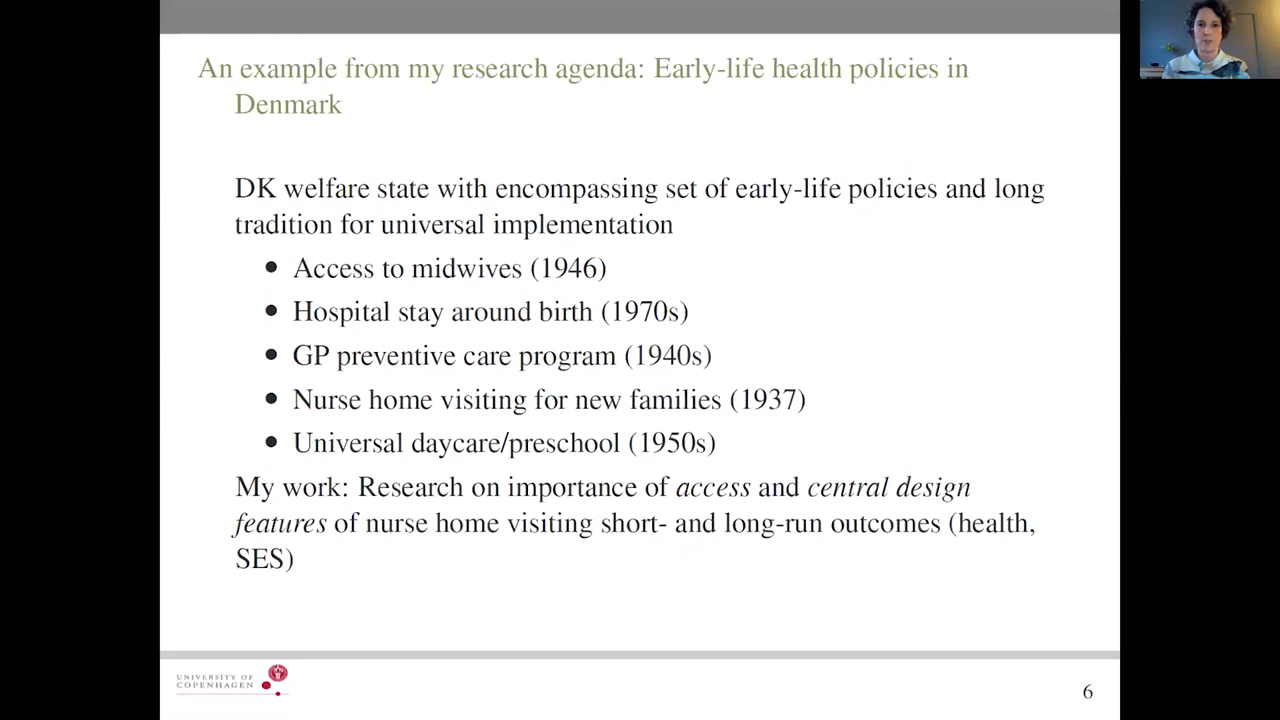 An example from my research agenda: Early-life health policies in
Denmark
DK welfare state with encompassing set of early-life policies and long
tradition for universal implementation
• Access to midwives (1946)
• Hospital stay around birth (1970s)
• GP preventive care program (1940s)
• Nurse home visiting for new families (1937)
• Universal daycare/preschool (1950s)
My work: Research on importance of access and central design
features of nurse home visiting short- and long-run outcomes (health,
SES)
UNIVERSITY OF
COPENHAGEN
6